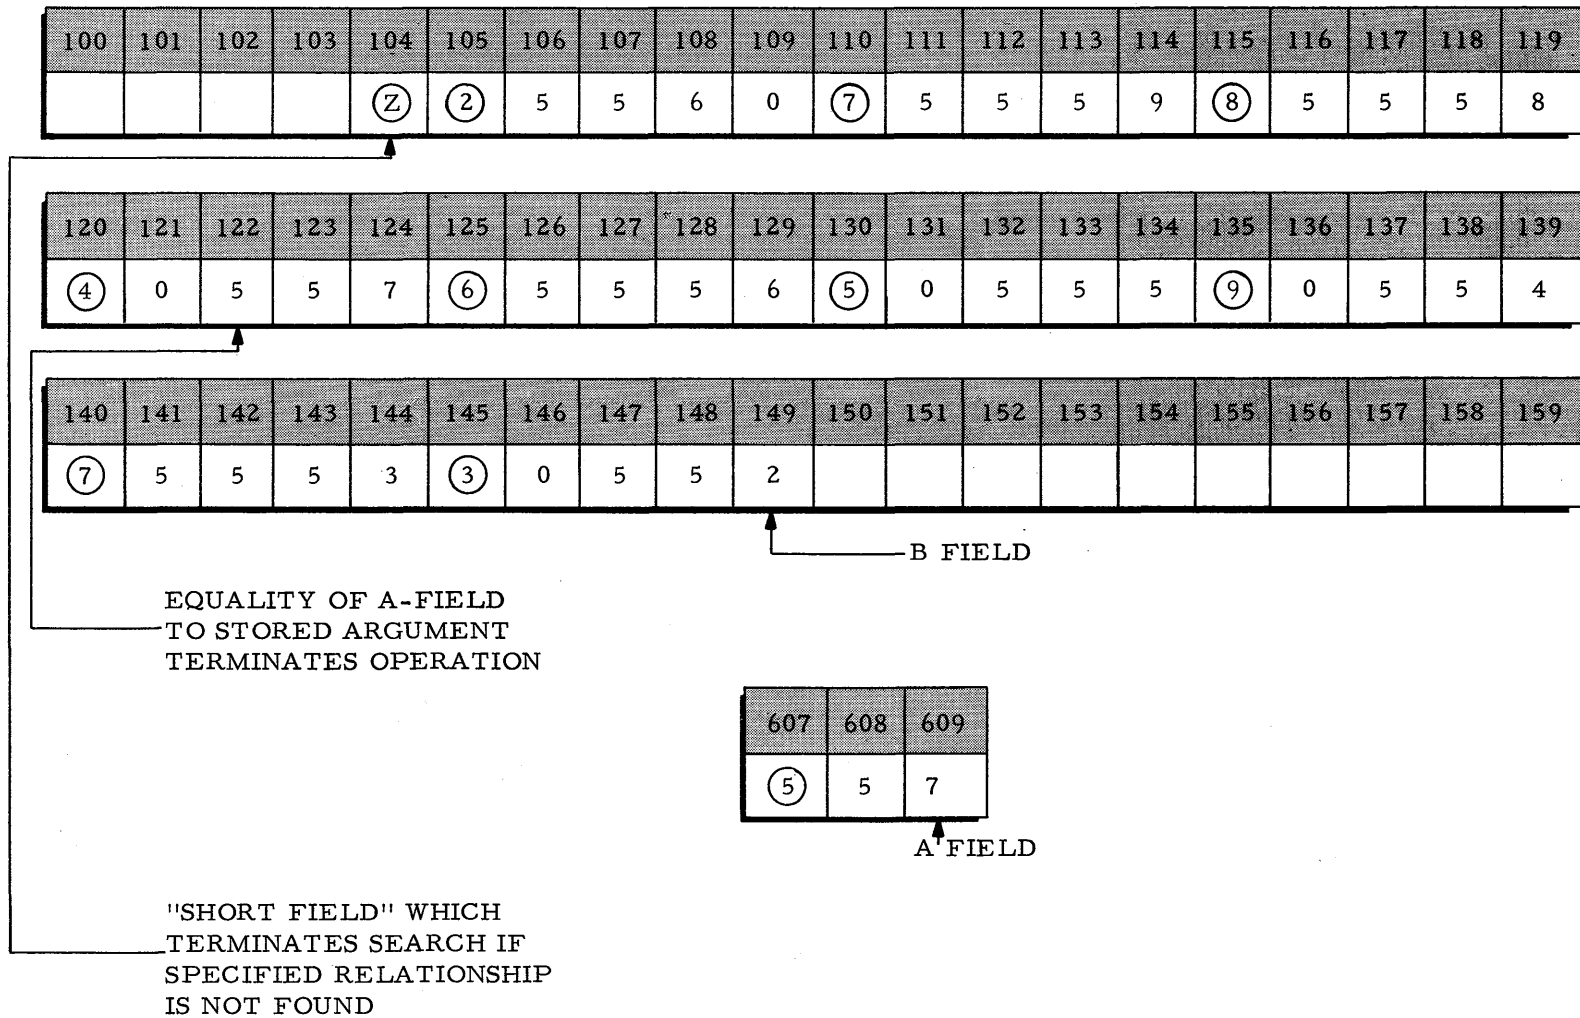 100 101 102 103 104 105 106 107 108 109 110 111 112 113 114 115 116 117 118 119
Z 2 5 5 6 0 7 5 5 5 9 8 5 5 5 8
120 121 122 123 124 125 126 127 128 129 130 131 132 133 134 135 136 137 138 139
4 0 5 5 7 6 5 5 5 6 5 0 5 5 5 9 0 5 5 4
140 141 142 143 144 145 146 147 148 149 150 151 152 153 154 155 156 157 158 159
7 5 5 5 3 3 0 5 5 2
B FIELD
EQUALITY OF A-FIELD
TO STORED ARGUMENT
TERMINATES OPERATION
607 608 609
5 5 7
A FIELD
"SHORT FIELD" WHICH
TERMINATES SEARCH IF
SPECIFIED RELATIONSHIP
IS NOT FOUND